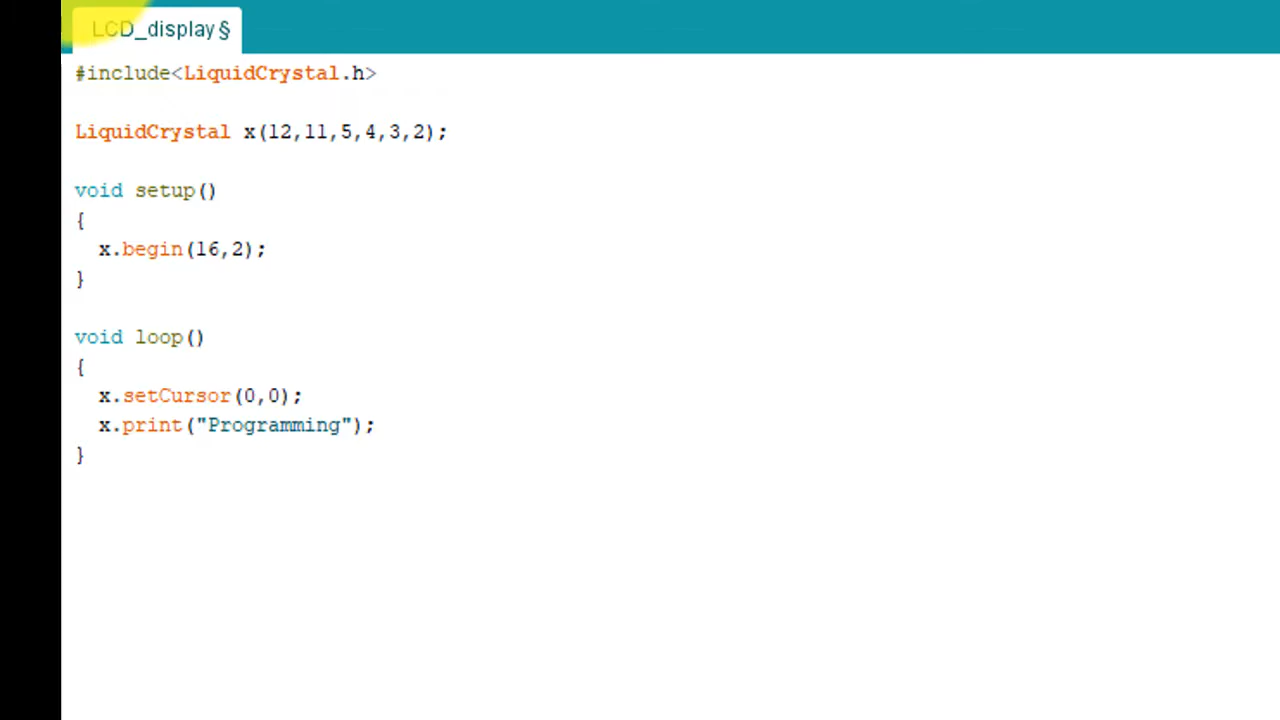 LCD_display§
#include<LiquidCrystal.h>
LiquidCrystal x(12,11,5,4,3,2);
void setup()
{
  x.begin(16,2);
}
void loop()
{
  x.setCursor(0,0);
  x.print("Programming");
}